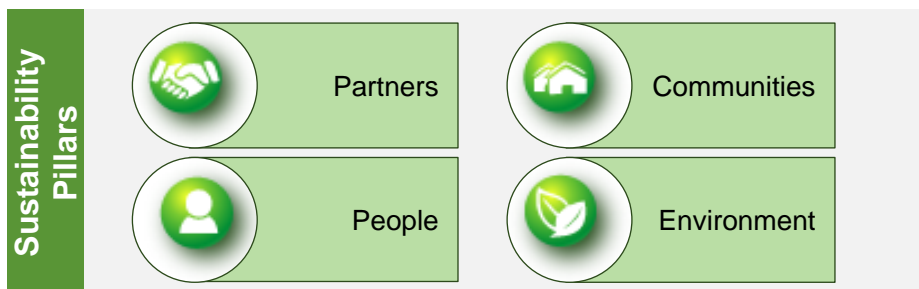 Sustainability
Pillars
Partners
Communities
People
Environment